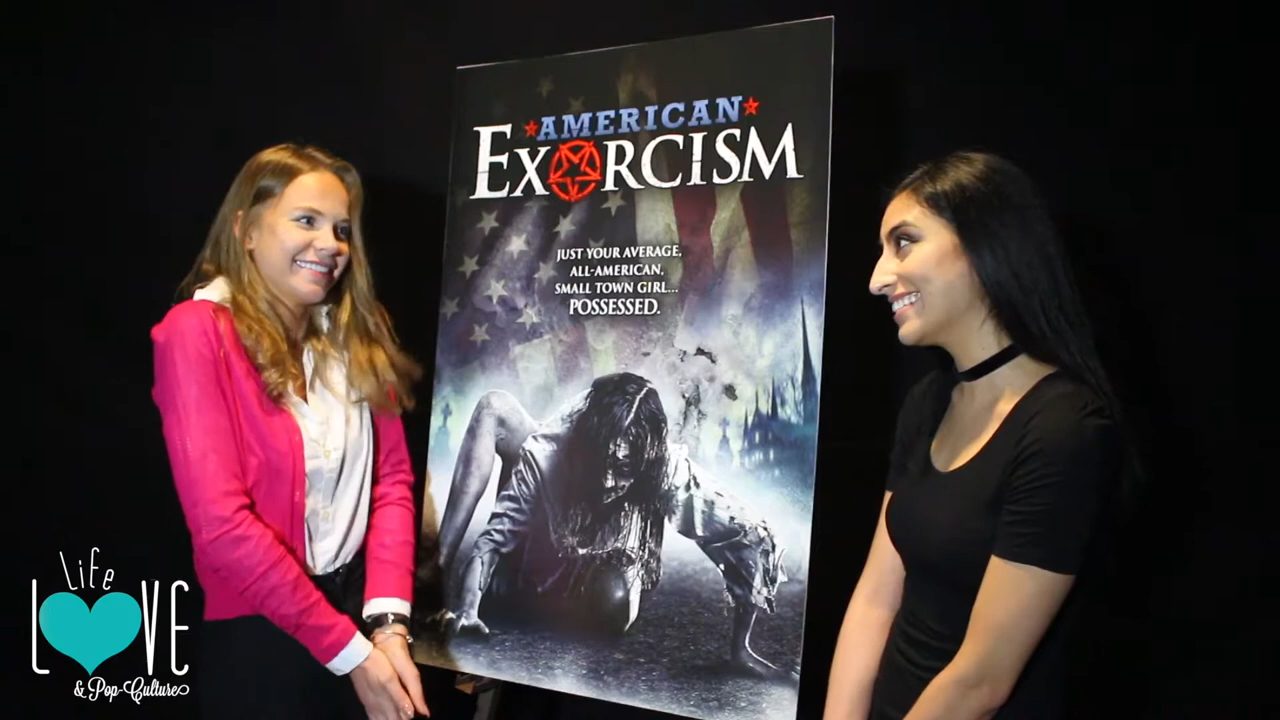 AMERICAN
EXORCISM
JUST YOUR AVERAGE,
ALL-AMERICAN,
SMALL TOWN GIRL...
POSSESSED.
Life
LOVE
& Pop-Culture